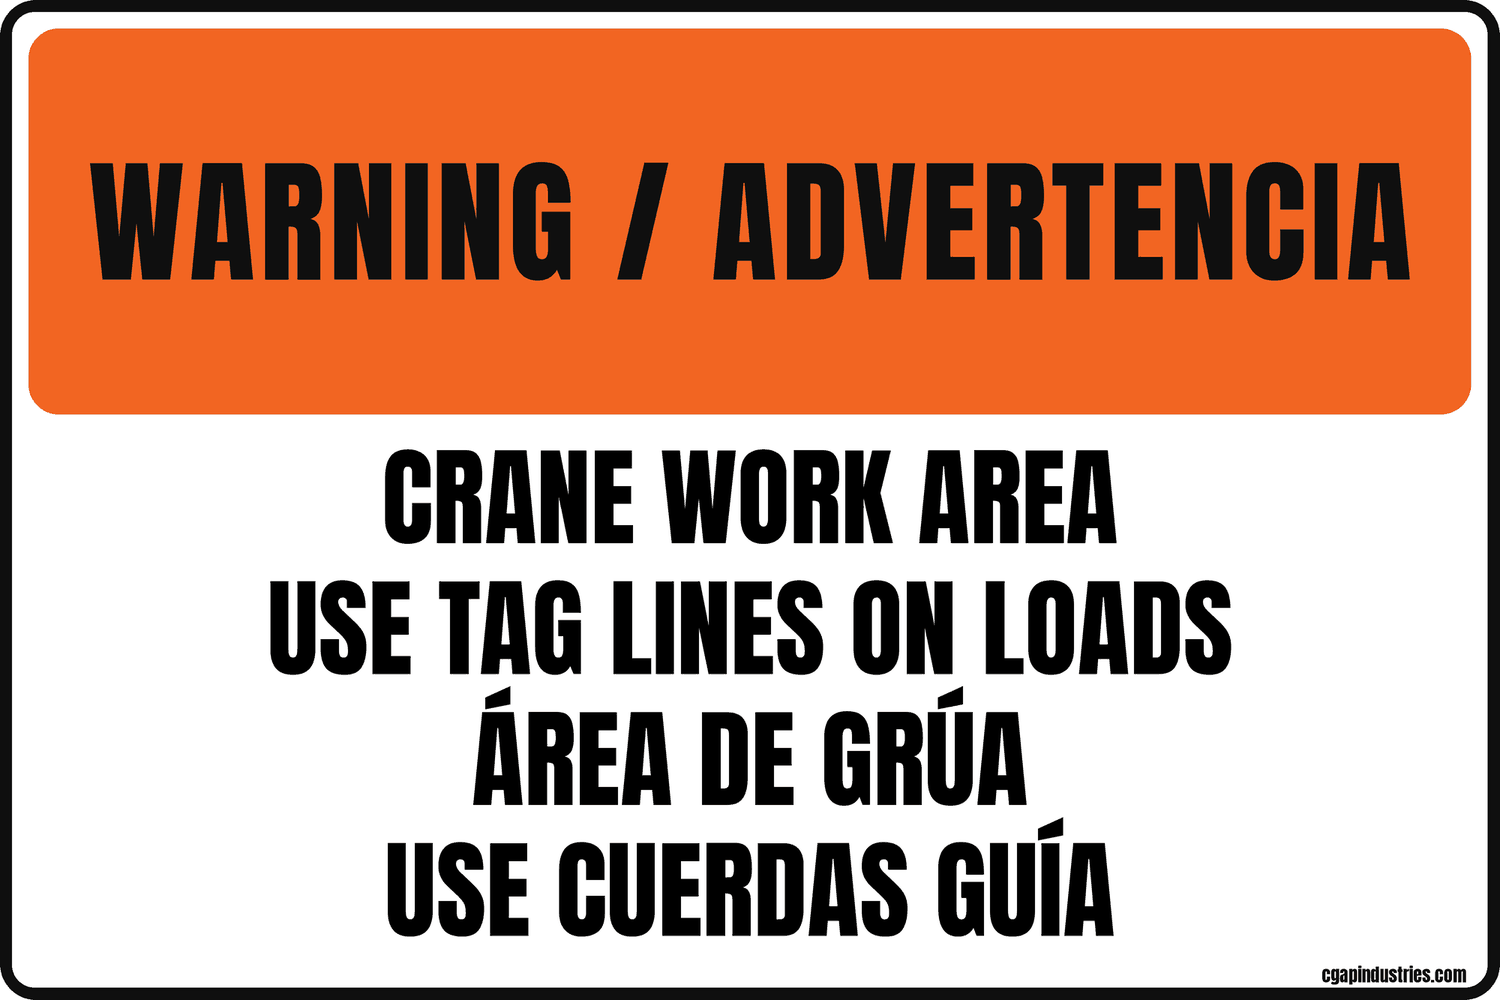 WARNING / ADVERTENCIA
CRANE WORK AREA
USE TAG LINES ON LOADS
ÁREA DE GRÚA
USE CUERDAS GUÍA
cgapindustries.com